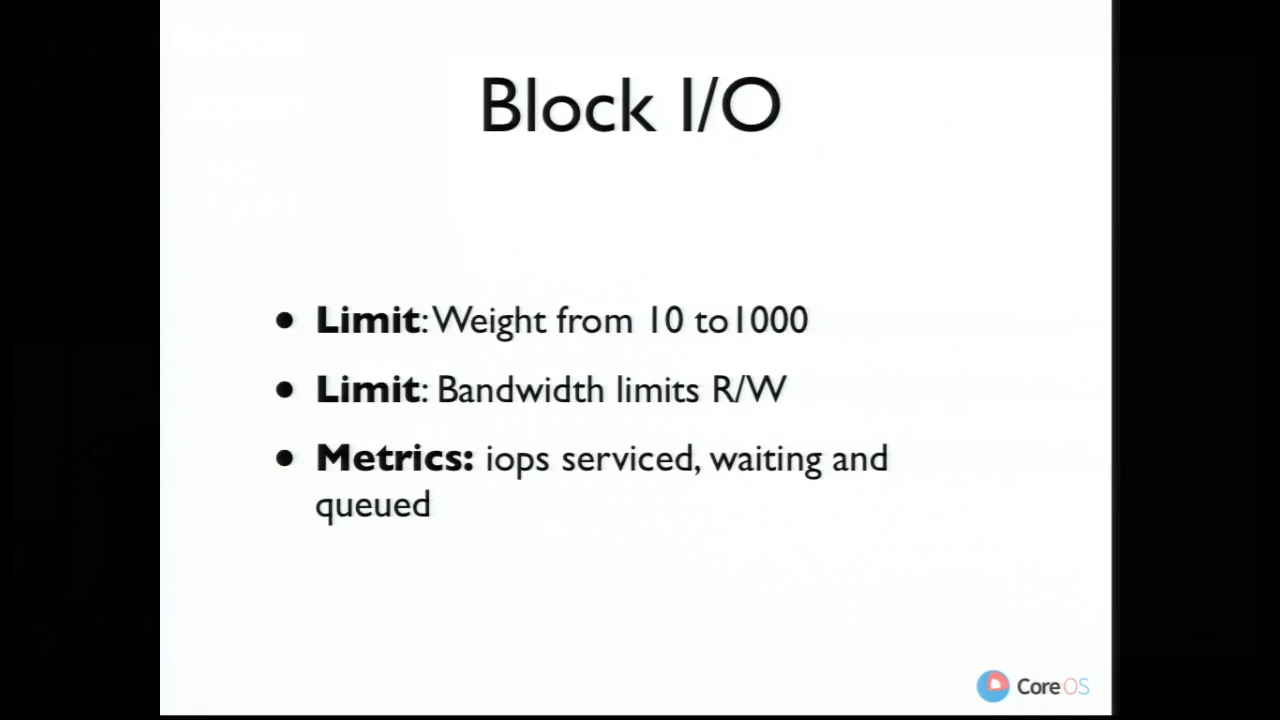 Block I/O
• Limit: Weight from 10 to1000
• Limit: Bandwidth limits R/W
• Metrics: iops serviced, waiting and
queued
CoreOS